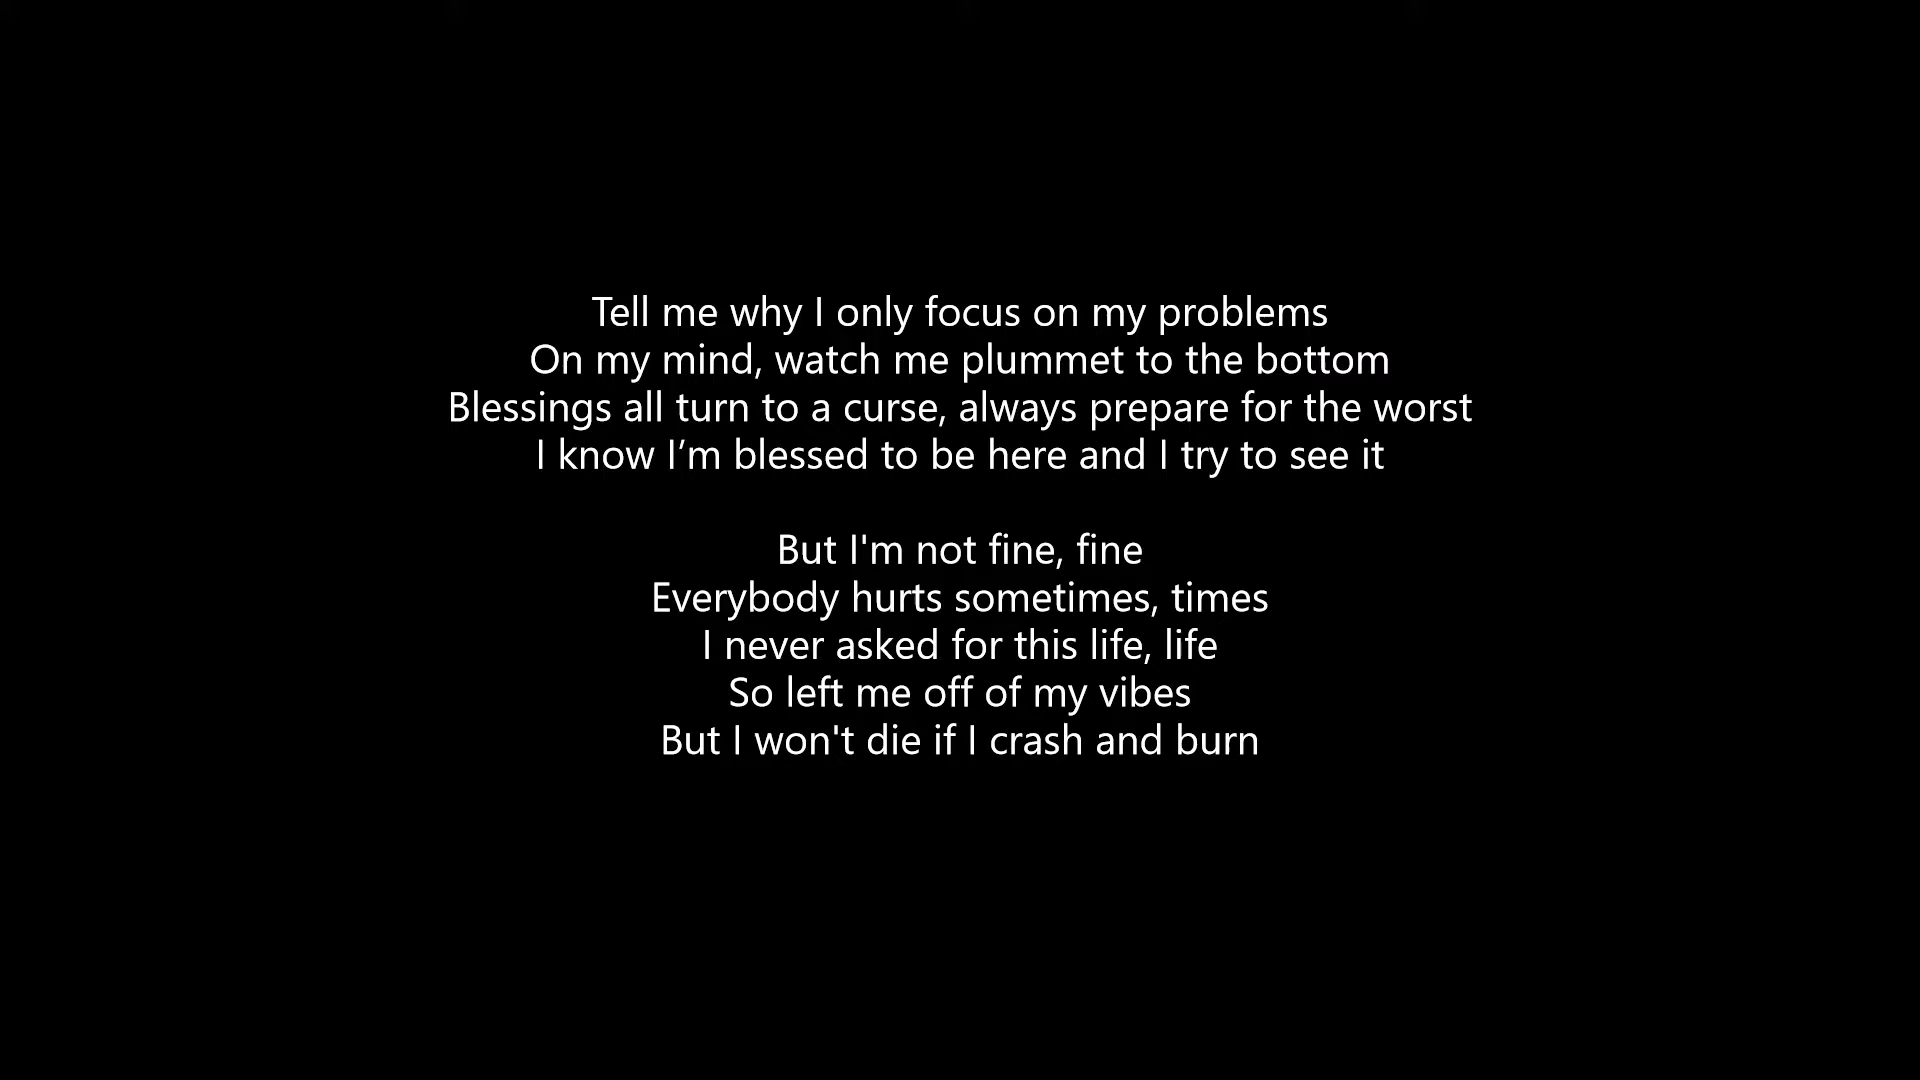 Tell me why I only focus on my problems
On my mind, watch me plummet to the bottom
Blessings all turn to a curse, always prepare for the worst
I know I’m blessed to be here and I try to see it
But I'm not fine, fine
Everybody hurts sometimes, times
I never asked for this life, life
So left me off of my vibes
But I won't die if I crash and burn